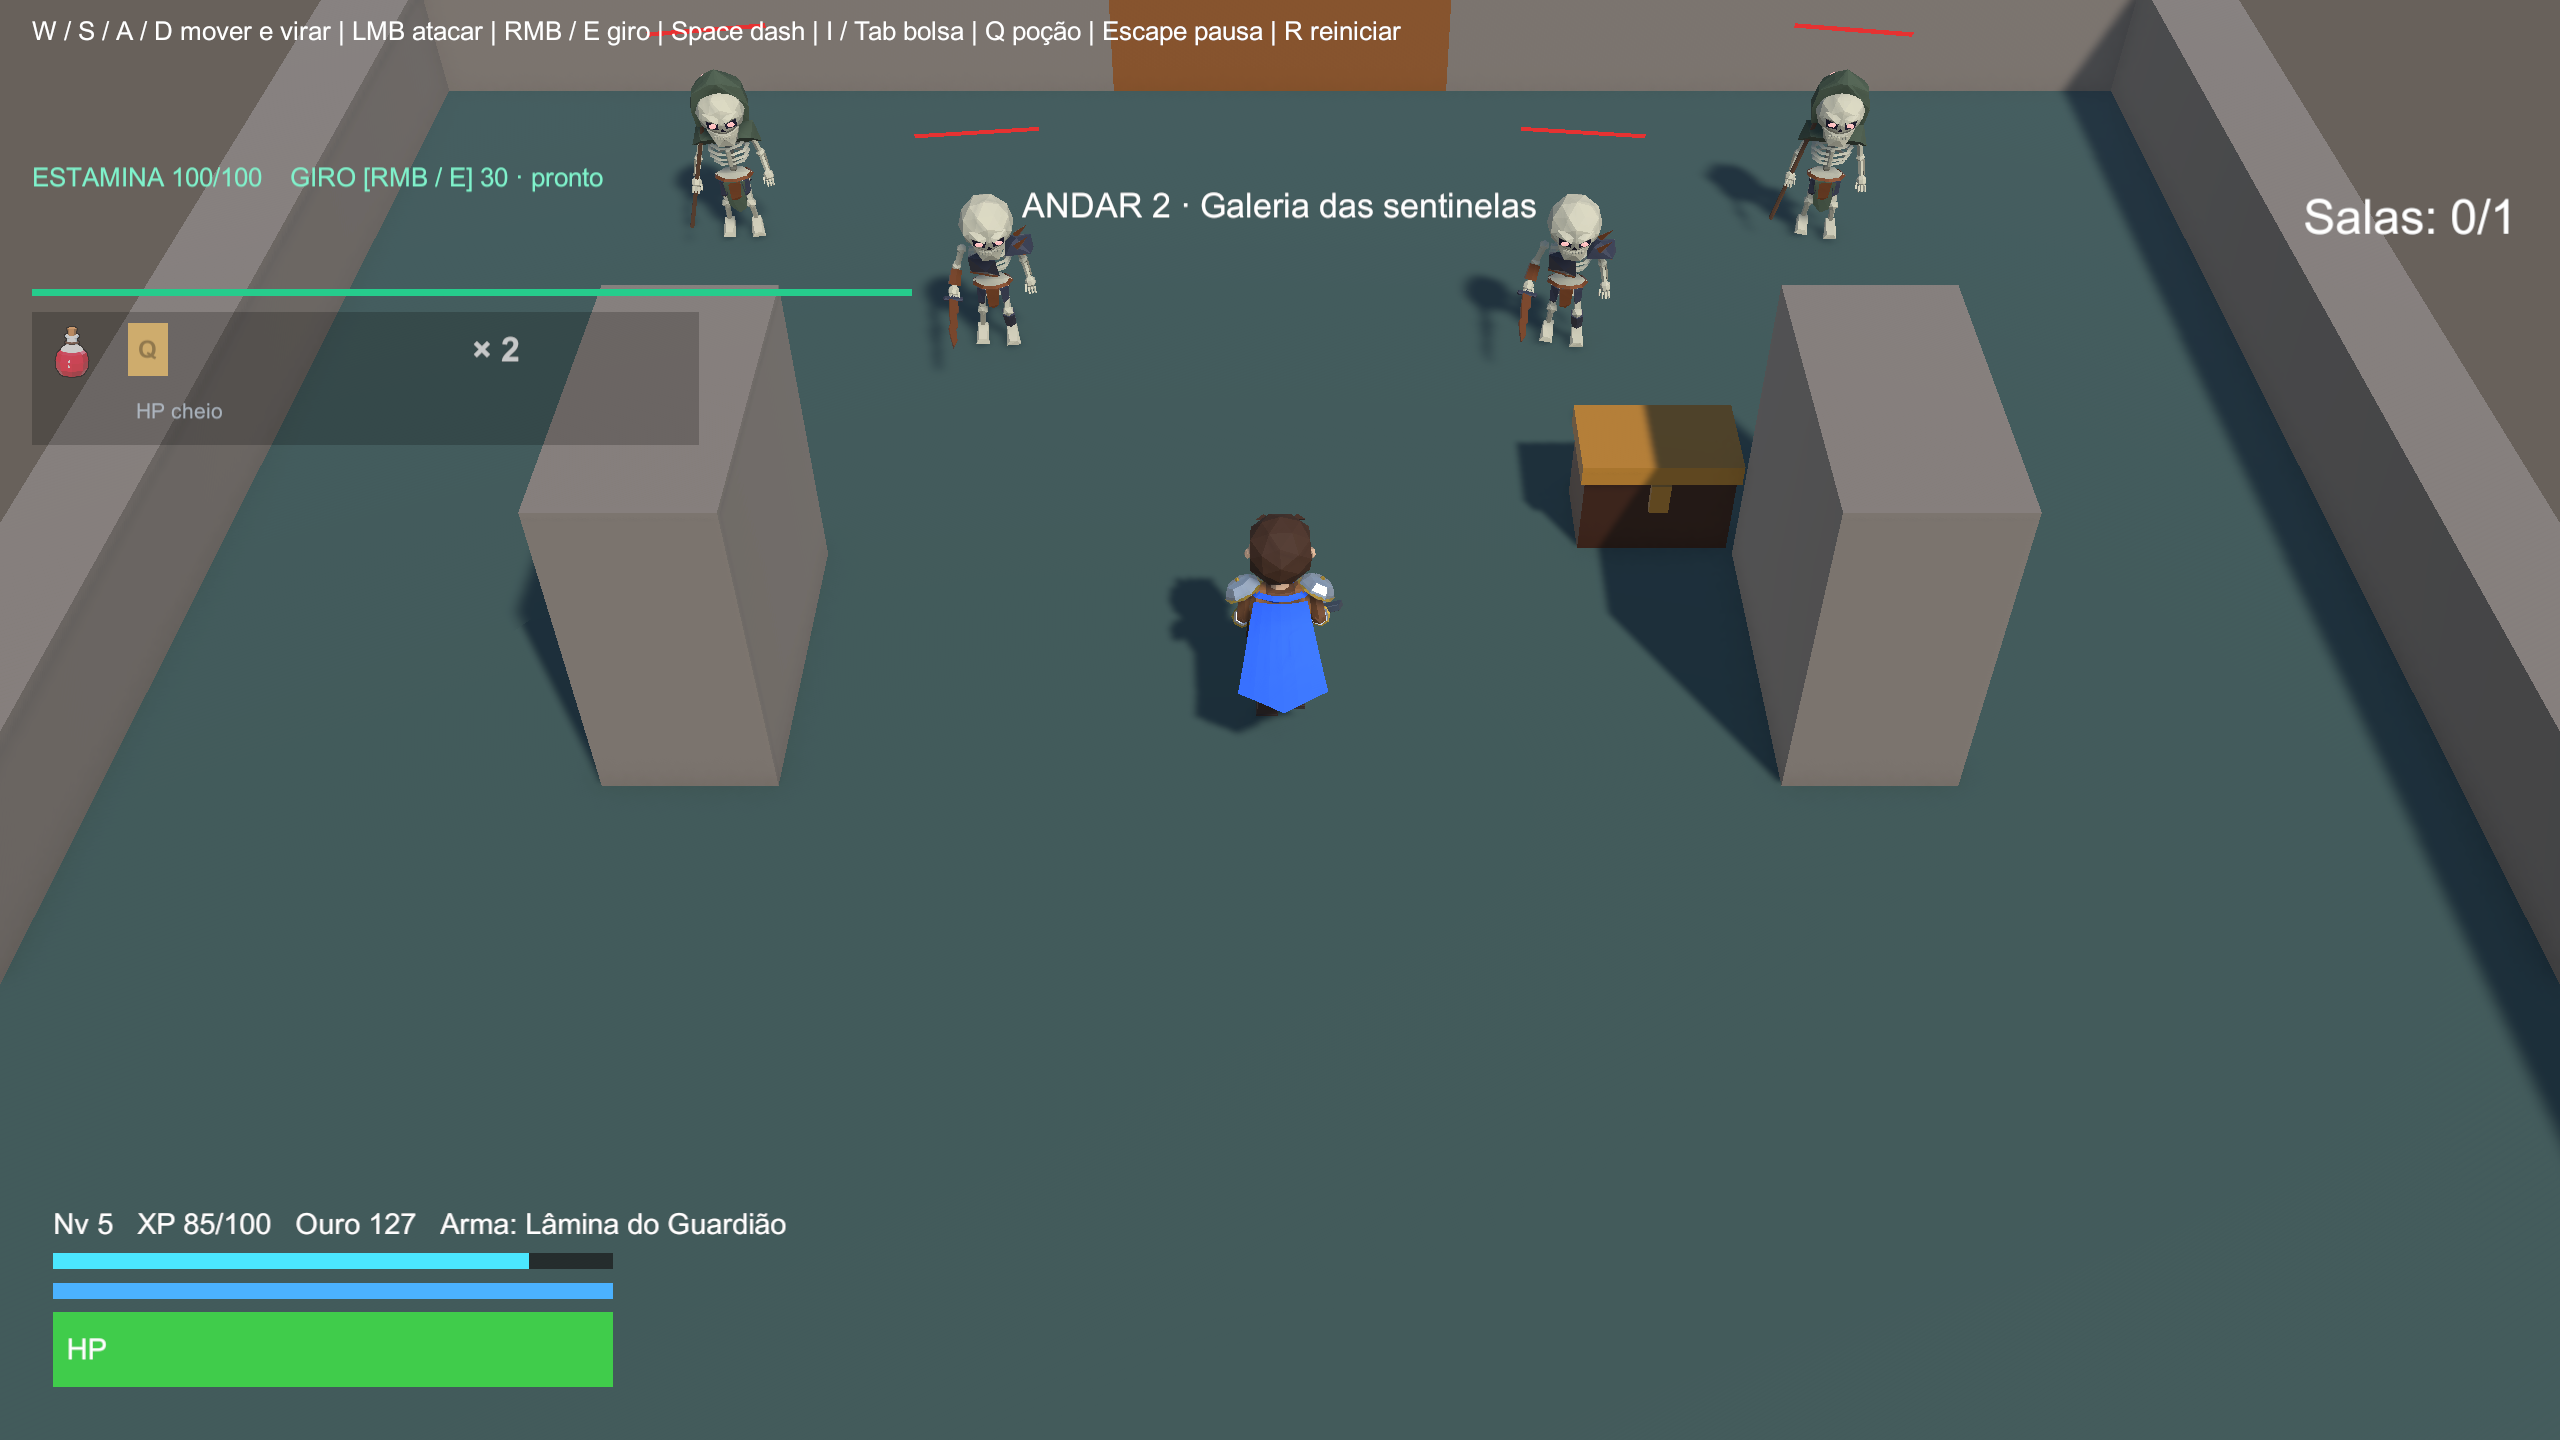 W / S / A / D mover e virar | LMB atacar | RMB / E giro | Space dash | I / Tab bolsa | Q poção | Escape pausa | R reiniciar
ESTAMINA 100/100 GIRO [RMB / E] 30 · pronto
ANDAR 2 · Galeria das sentinelas
Salas: 0/1
Q × 2
HP cheio
Nv 5 XP 85/100 Ouro 127 Arma: Lâmina do Guardião
HP